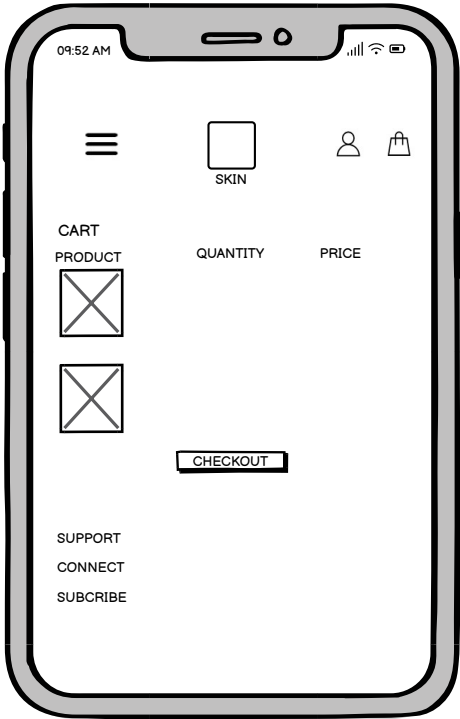 09:52 AM
SKIN
CART
PRODUCT QUANTITY PRICE
CHECKOUT
SUPPORT
CONNECT
SUBCRIBE